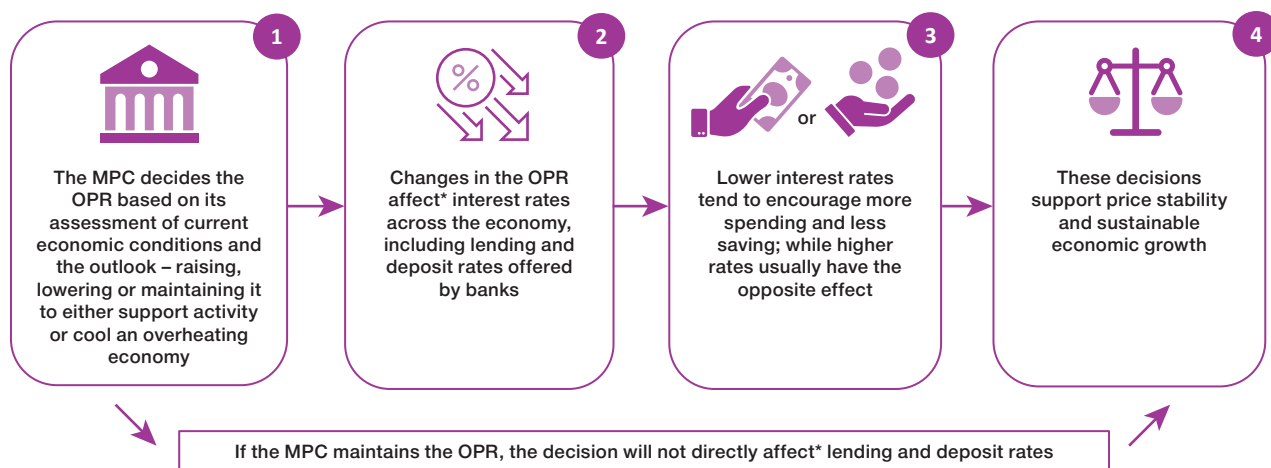 1
The MPC decides the
OPR based on its
assessment of current
economic conditions and
the outlook – raising,
lowering or maintaining it
to either support activity
or cool an overheating
economy
2
%
Changes in the OPR
affect* interest rates
across the economy,
including lending and
deposit rates offered
by banks
3
or
Lower interest rates
tend to encourage more
spending and less
saving; while higher
rates usually have the
opposite effect
4
These decisions
support price stability
and sustainable
economic growth
If the MPC maintains the OPR, the decision will not directly affect* lending and deposit rates